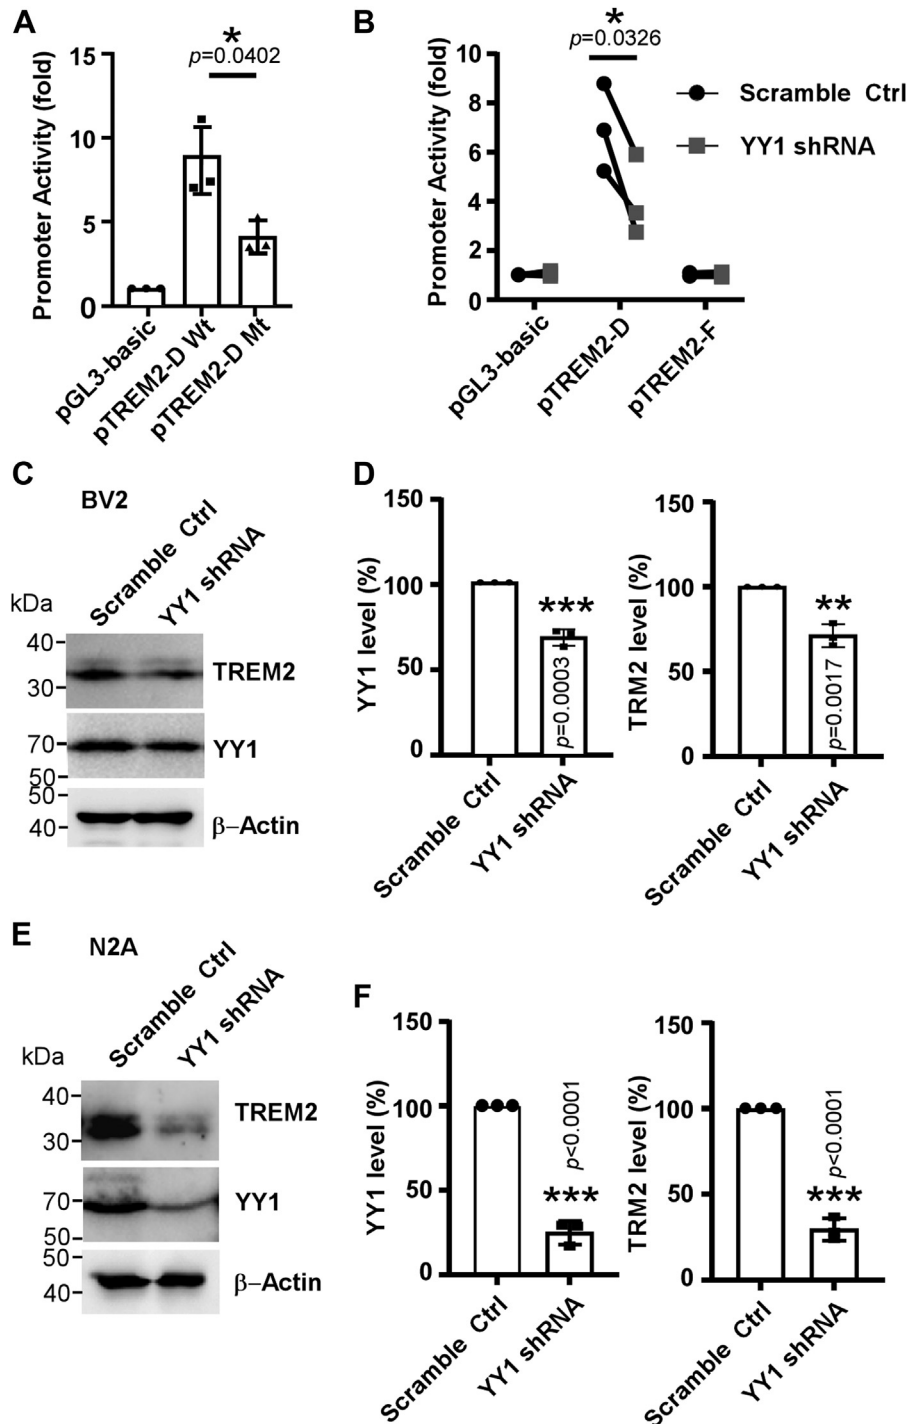 A
Promoter Activity (fold)
15
10
5
0
*
p=0.0402
pGL3-basic
pTREM2-D Wt
pTREM2-D Mt
B
Promoter Activity (fold)
10
8
6
4
2
0
*
p=0.0326
Scramble Ctrl
YY1 shRNA
pGL3-basic
pTREM2-D
pTREM2-F
C
BV2
Scramble Ctrl
YY1 shRNA
kDa
40
30
TREM2
70
50
YY1
50
40
β–Actin
D
YY1 level (%)
150
100
50
0
***
p=0.0003
Scramble Ctrl
YY1 shRNA
TRM2 level (%)
150
100
50
0
**
p=0.0017
Scramble Ctrl
YY1 shRNA
E
N2A
Scramble Ctrl
YY1 shRNA
kDa
40
30
TREM2
70
50
YY1
50
40
β–Actin
F
YY1 level (%)
150
100
50
0
p<0.0001
***
Scramble Ctrl
YY1 shRNA
TRM2 level (%)
150
100
50
0
p<0.0001
***
Scramble Ctrl
YY1 shRNA